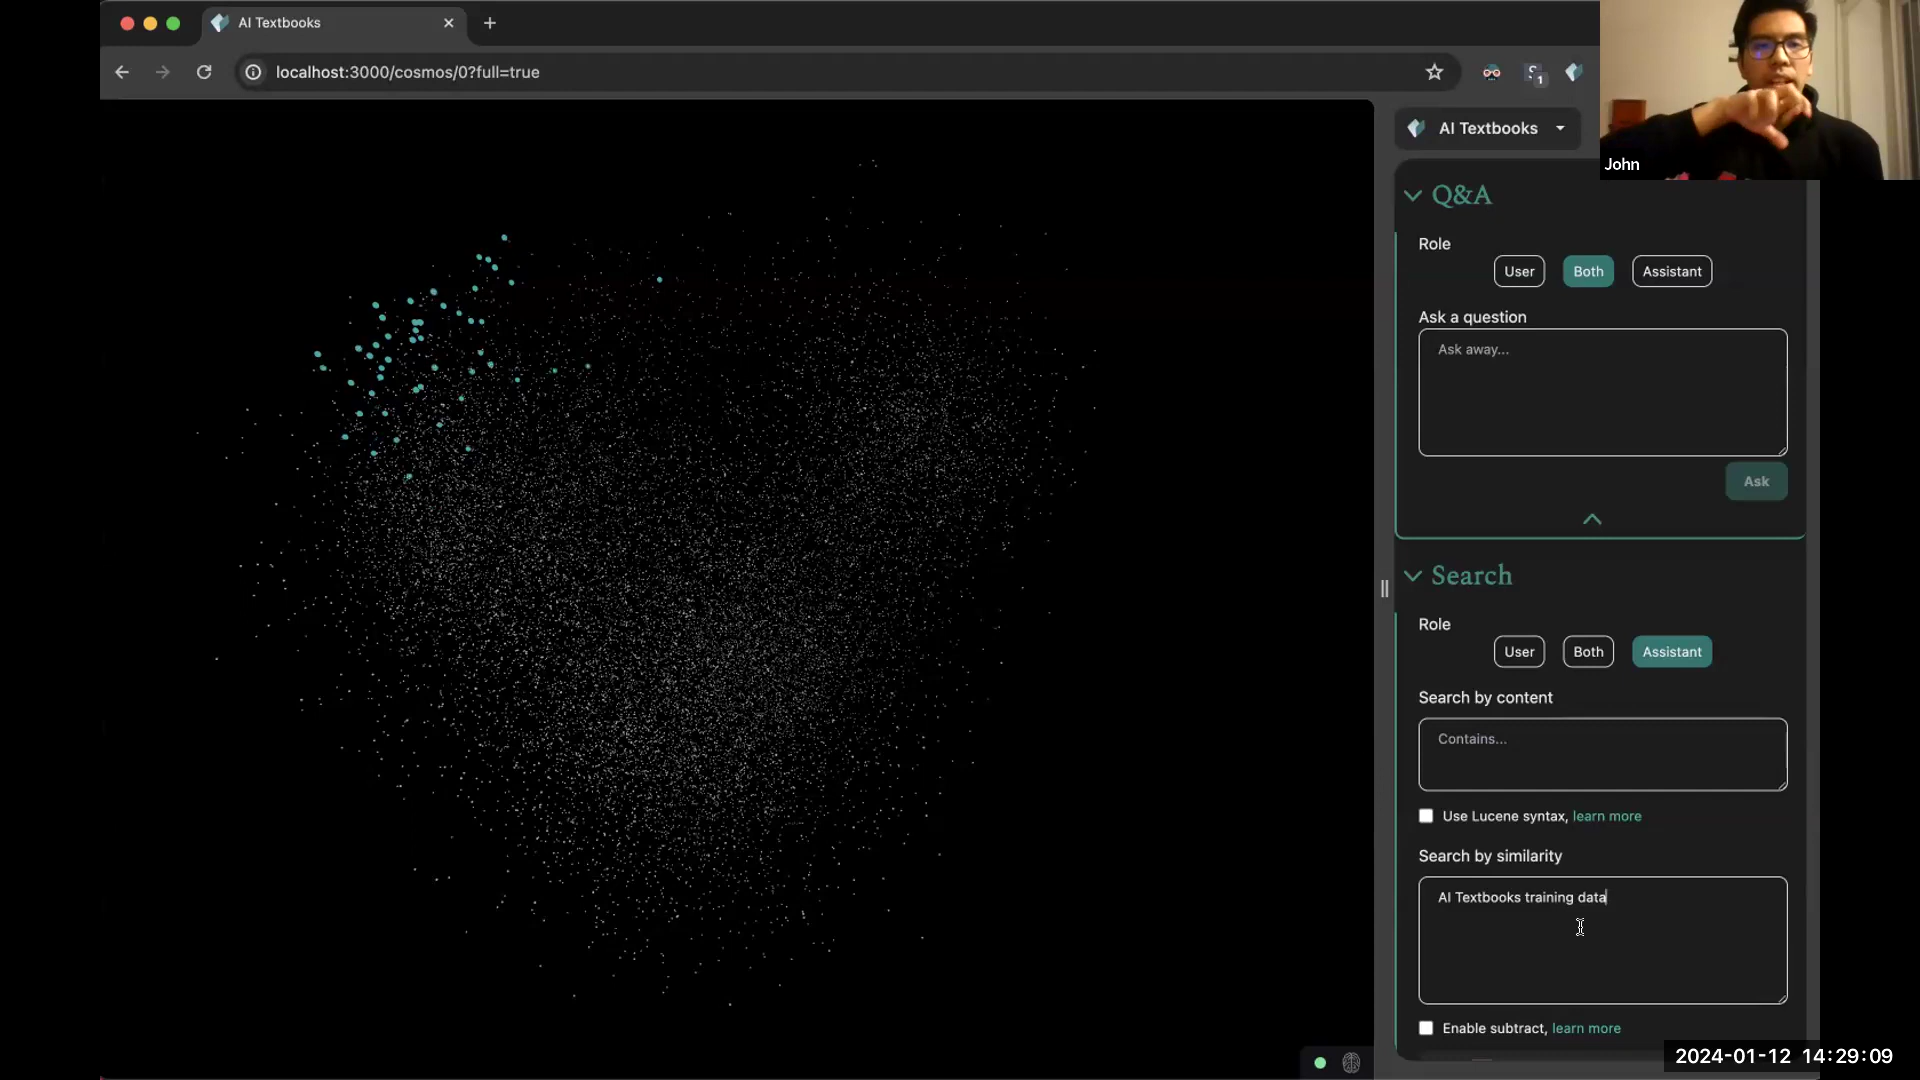 AI Textbooks
localhost:3000/cosmos/0?full=true
1
John
AI Textbooks
Q&A
Role
User
Both
Assistant
Ask a question
Ask away...
Ask
Search
Role
User
Both
Assistant
Search by content
Contains...
Use Lucene syntax, learn more
Search by similarity
AI Textbooks training data
Enable subtract, learn more
2024-01-12 14:29:09